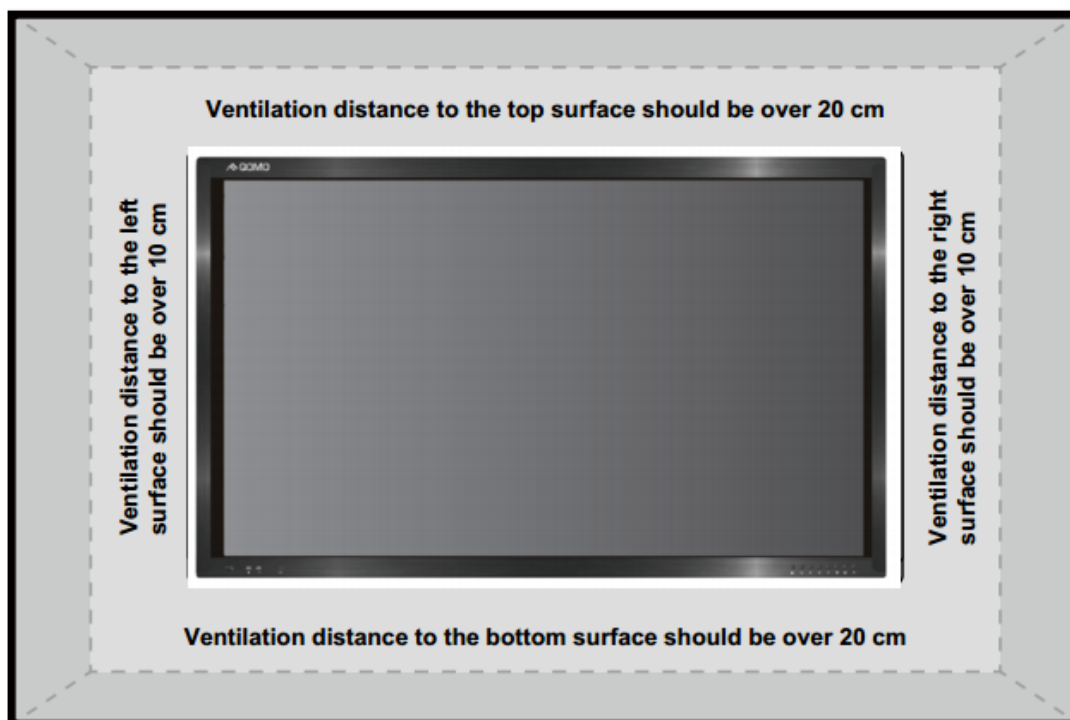 Ventilation distance to the top surface should be over 20 cm
QOMO
Ventilation distance to the left
surface should be over 10 cm
Ventilation distance to the right
surface should be over 10 cm
Ventilation distance to the bottom surface should be over 20 cm